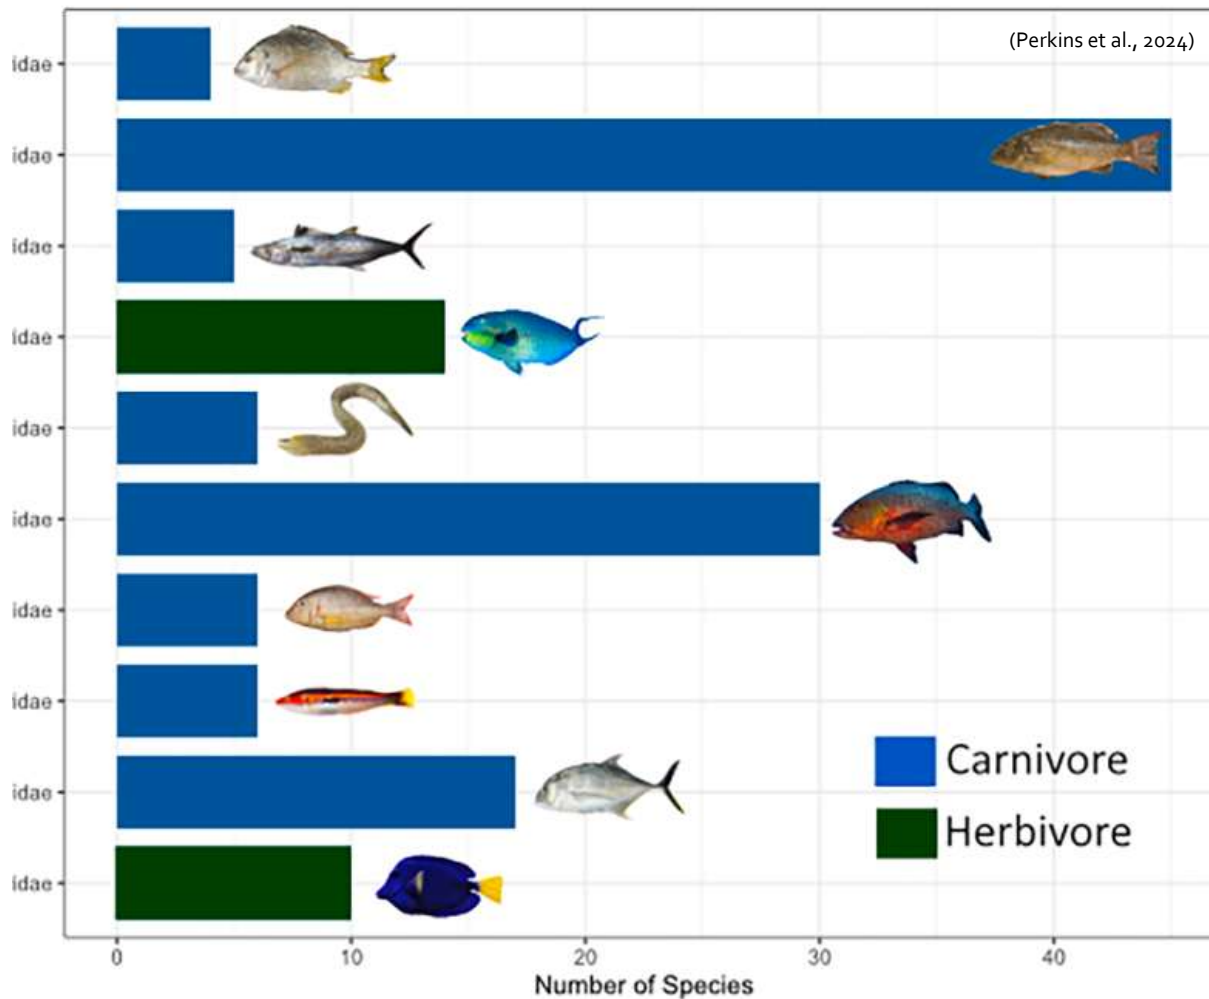 (Perkins et al., 2024)
idae
idae
idae
idae
idae
idae
idae
idae
idae
idae
Carnivore
Herbivore
0 10 20 30 40
Number of Species